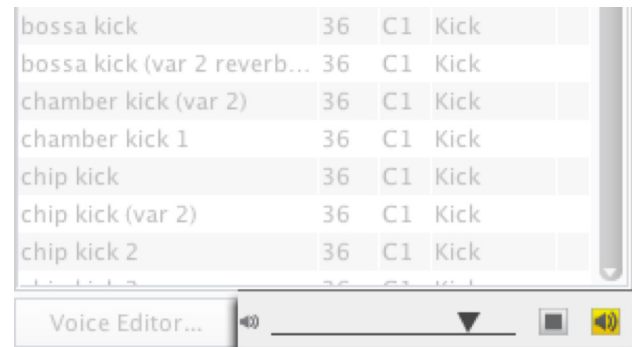 bossa kick 36 C1 Kick
bossa kick (var 2 reverb... 36 C1 Kick
chamber kick (var 2) 36 C1 Kick
chamber kick 1 36 C1 Kick
chip kick 36 C1 Kick
chip kick (var 2) 36 C1 Kick
chip kick 2 36 C1 Kick
Voice Editor...